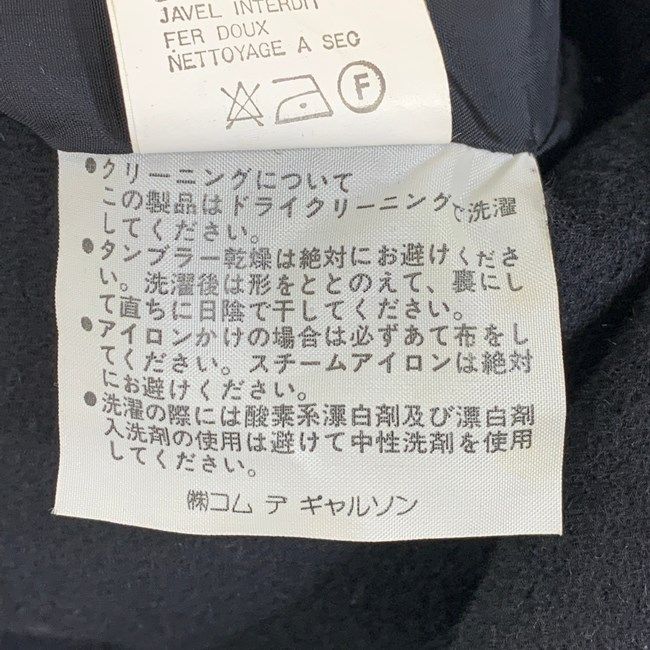 JAVEL INTERDIT
FER DOUX
NETTOYAGE A SEC
F
●クリーニングについて
この製品はドライクリーニングで洗濯
してください。
●タンブラー乾燥は絶対にお避けくださ
い。洗濯後は形をととのえて、裏にし
て直ちに日陰で干してください。
●アイロンかけの場合は必ずあて布をし
てください。スチームアイロンは絶対
にお避けください。
●洗濯の際には酸素系漂白剤及び漂白剤
入洗剤の使用は避けて中性洗剤を使用
してください。
㈱コム デ ギャルソン